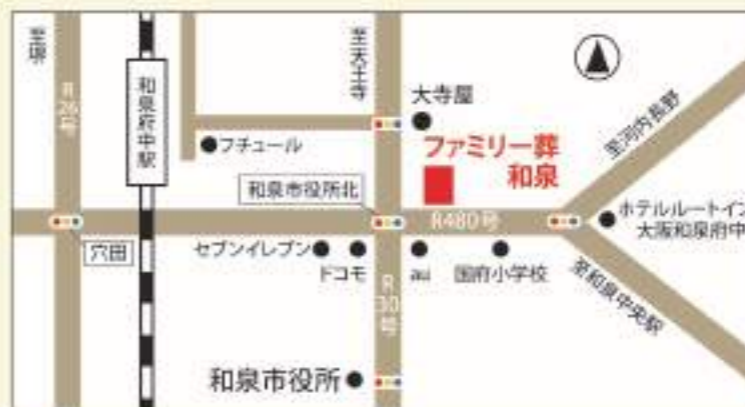 至堺
R26号
和泉府中駅
至天王寺
大寺屋
フチュール
ファミリー葬
和泉
至河内長野
和泉市役所北
R480号
ホテルルートイン
大阪和泉府中
穴田
セブンイレブン
ドコモ
au
国府小学校
至和泉中央駅
R30号
和泉市役所